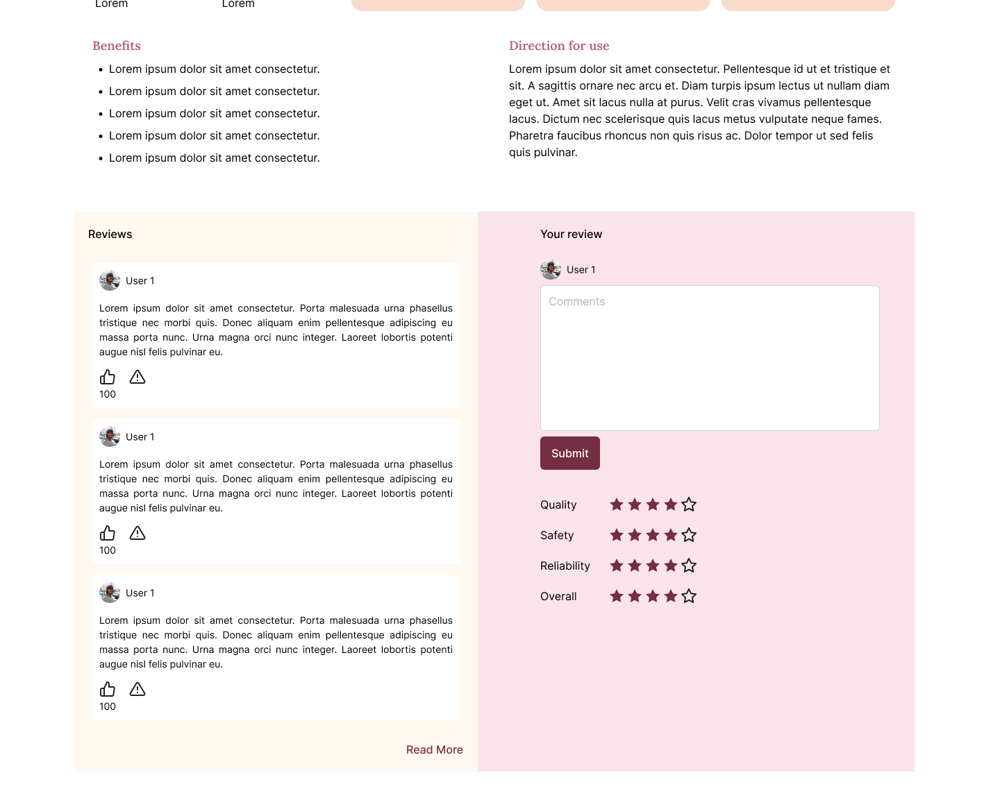 Lorem
Lorem
Benefits
• Lorem ipsum dolor sit amet consectetur.
• Lorem ipsum dolor sit amet consectetur.
• Lorem ipsum dolor sit amet consectetur.
• Lorem ipsum dolor sit amet consectetur.
• Lorem ipsum dolor sit amet consectetur.
Direction for use
Lorem ipsum dolor sit amet consectetur. Pellentesque id ut et tristique et
sit. A sagittis ornare nec arcu et. Diam turpis ipsum lectus ut nullam diam
eget ut. Amet sit lacus nulla at purus. Velit cras vivamus pellentesque
lacus. Dictum nec scelerisque quis lacus metus vulputate neque fames.
Pharetra faucibus rhoncus non quis risus ac. Dolor tempor ut sed felis
quis pulvinar.
Reviews
User 1
Lorem ipsum dolor sit amet consectetur. Porta malesuada urna phasellus
tristique nec morbi quis. Donec aliquam enim pellentesque adipiscing eu
massa porta nunc. Urna magna orci nunc integer. Laoreet lobortis potenti
augue nisl felis pulvinar eu.
100
User 1
Lorem ipsum dolor sit amet consectetur. Porta malesuada urna phasellus
tristique nec morbi quis. Donec aliquam enim pellentesque adipiscing eu
massa porta nunc. Urna magna orci nunc integer. Laoreet lobortis potenti
augue nisl felis pulvinar eu.
100
User 1
Lorem ipsum dolor sit amet consectetur. Porta malesuada urna phasellus
tristique nec morbi quis. Donec aliquam enim pellentesque adipiscing eu
massa porta nunc. Urna magna orci nunc integer. Laoreet lobortis potenti
augue nisl felis pulvinar eu.
100
Read More
Your review
User 1
Comments
Submit
Quality
Safety
Reliability
Overall